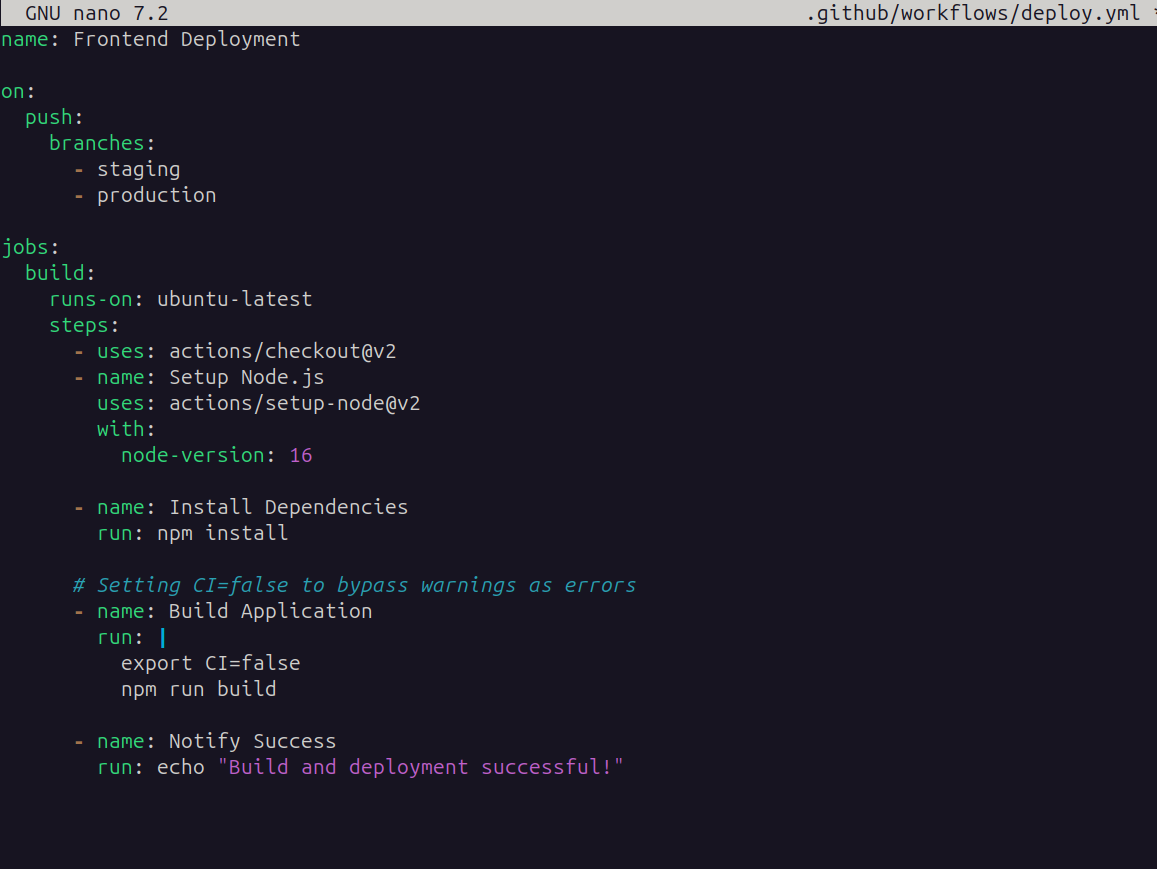 GNU nano 7.2 .github/workflows/deploy.yml *
name: Frontend Deployment
on:
  push:
    branches:
      - staging
      - production
jobs:
  build:
    runs-on: ubuntu-latest
    steps:
      - uses: actions/checkout@v2
      - name: Setup Node.js
        uses: actions/setup-node@v2
        with:
          node-version: 16
      - name: Install Dependencies
        run: npm install
      # Setting CI=false to bypass warnings as errors
      - name: Build Application
        run: |
          export CI=false
          npm run build
      - name: Notify Success
        run: echo "Build and deployment successful!"